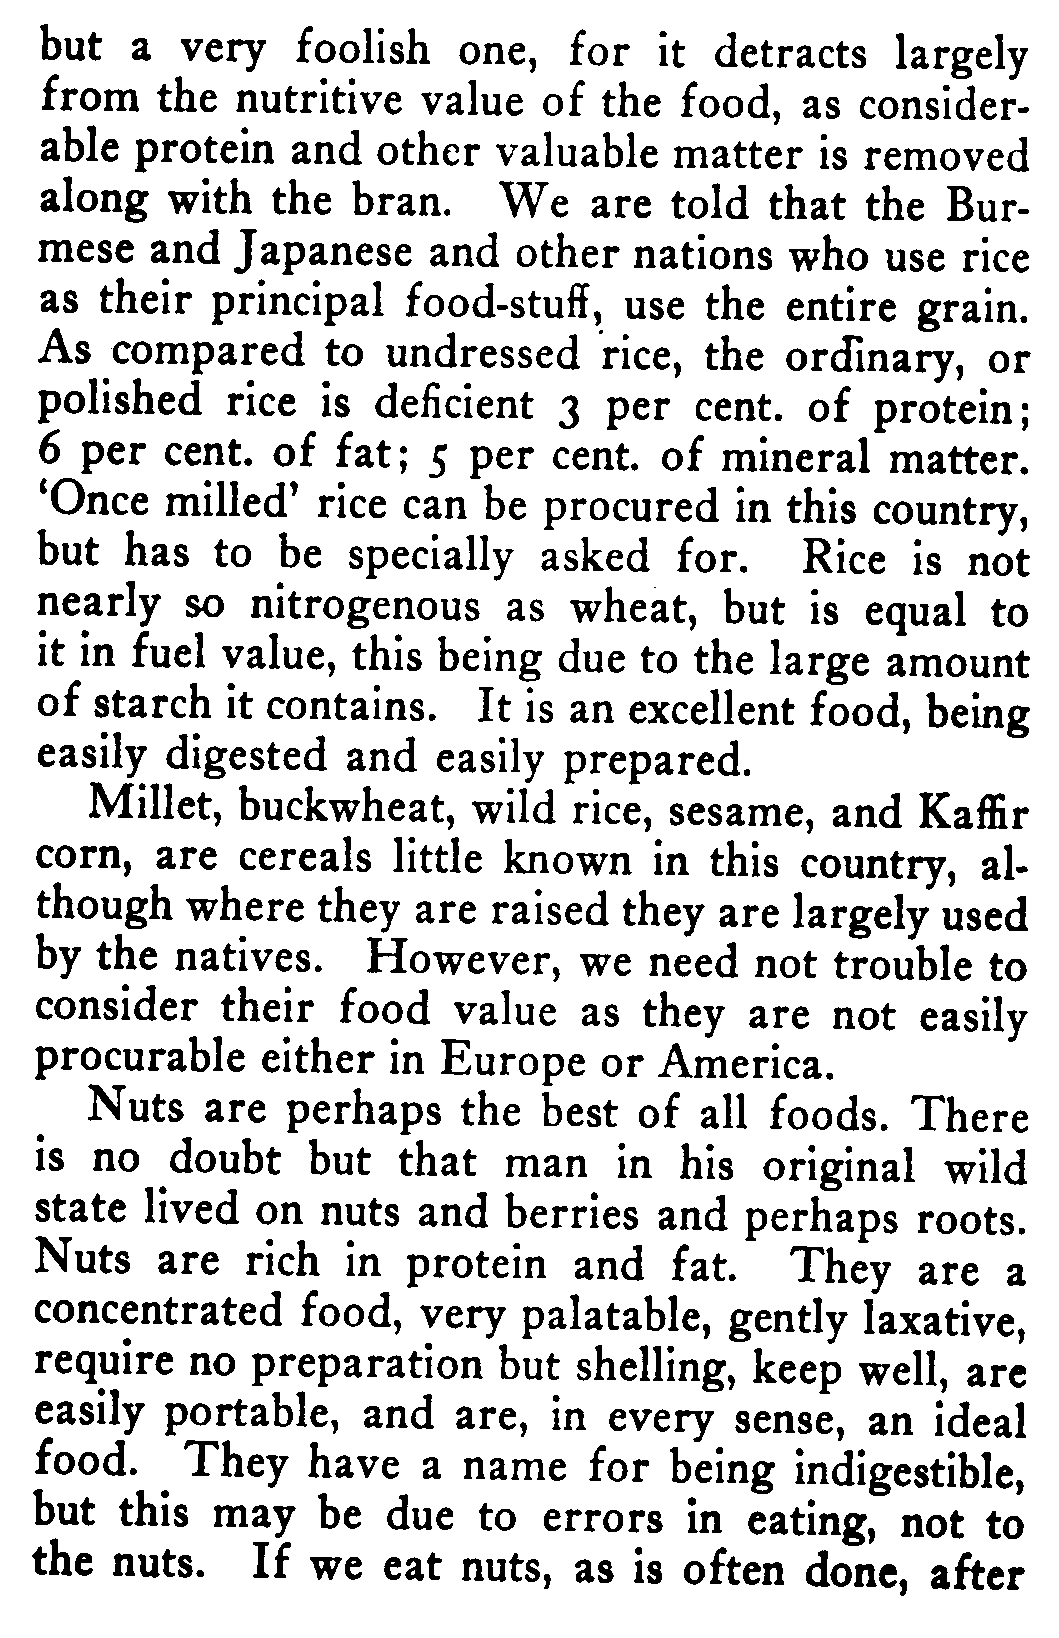 but a very foolish one, for it detracts largely
from the nutritive value of the food, as consider-
able protein and other valuable matter is removed
along with the bran. We are told that the Bur-
mese and Japanese and other nations who use rice
as their principal food-stuff, use the entire grain.
As compared to undressed rice, the ordinary, or
polished rice is deficient 3 per cent. of protein;
6 per cent. of fat; 5 per cent. of mineral matter.
‘Once milled’ rice can be procured in this country,
but has to be specially asked for. Rice is not
nearly so nitrogenous as wheat, but is equal to
it in fuel value, this being due to the large amount
of starch it contains. It is an excellent food, being
easily digested and easily prepared.
Millet, buckwheat, wild rice, sesame, and Kaffir
corn, are cereals little known in this country, al-
though where they are raised they are largely used
by the natives. However, we need not trouble to
consider their food value as they are not easily
procurable either in Europe or America.
Nuts are perhaps the best of all foods. There
is no doubt but that man in his original wild
state lived on nuts and berries and perhaps roots.
Nuts are rich in protein and fat. They are a
concentrated food, very palatable, gently laxative,
require no preparation but shelling, keep well, are
easily portable, and are, in every sense, an ideal
food. They have a name for being indigestible,
but this may be due to errors in eating, not to
the nuts. If we eat nuts, as is often done, after